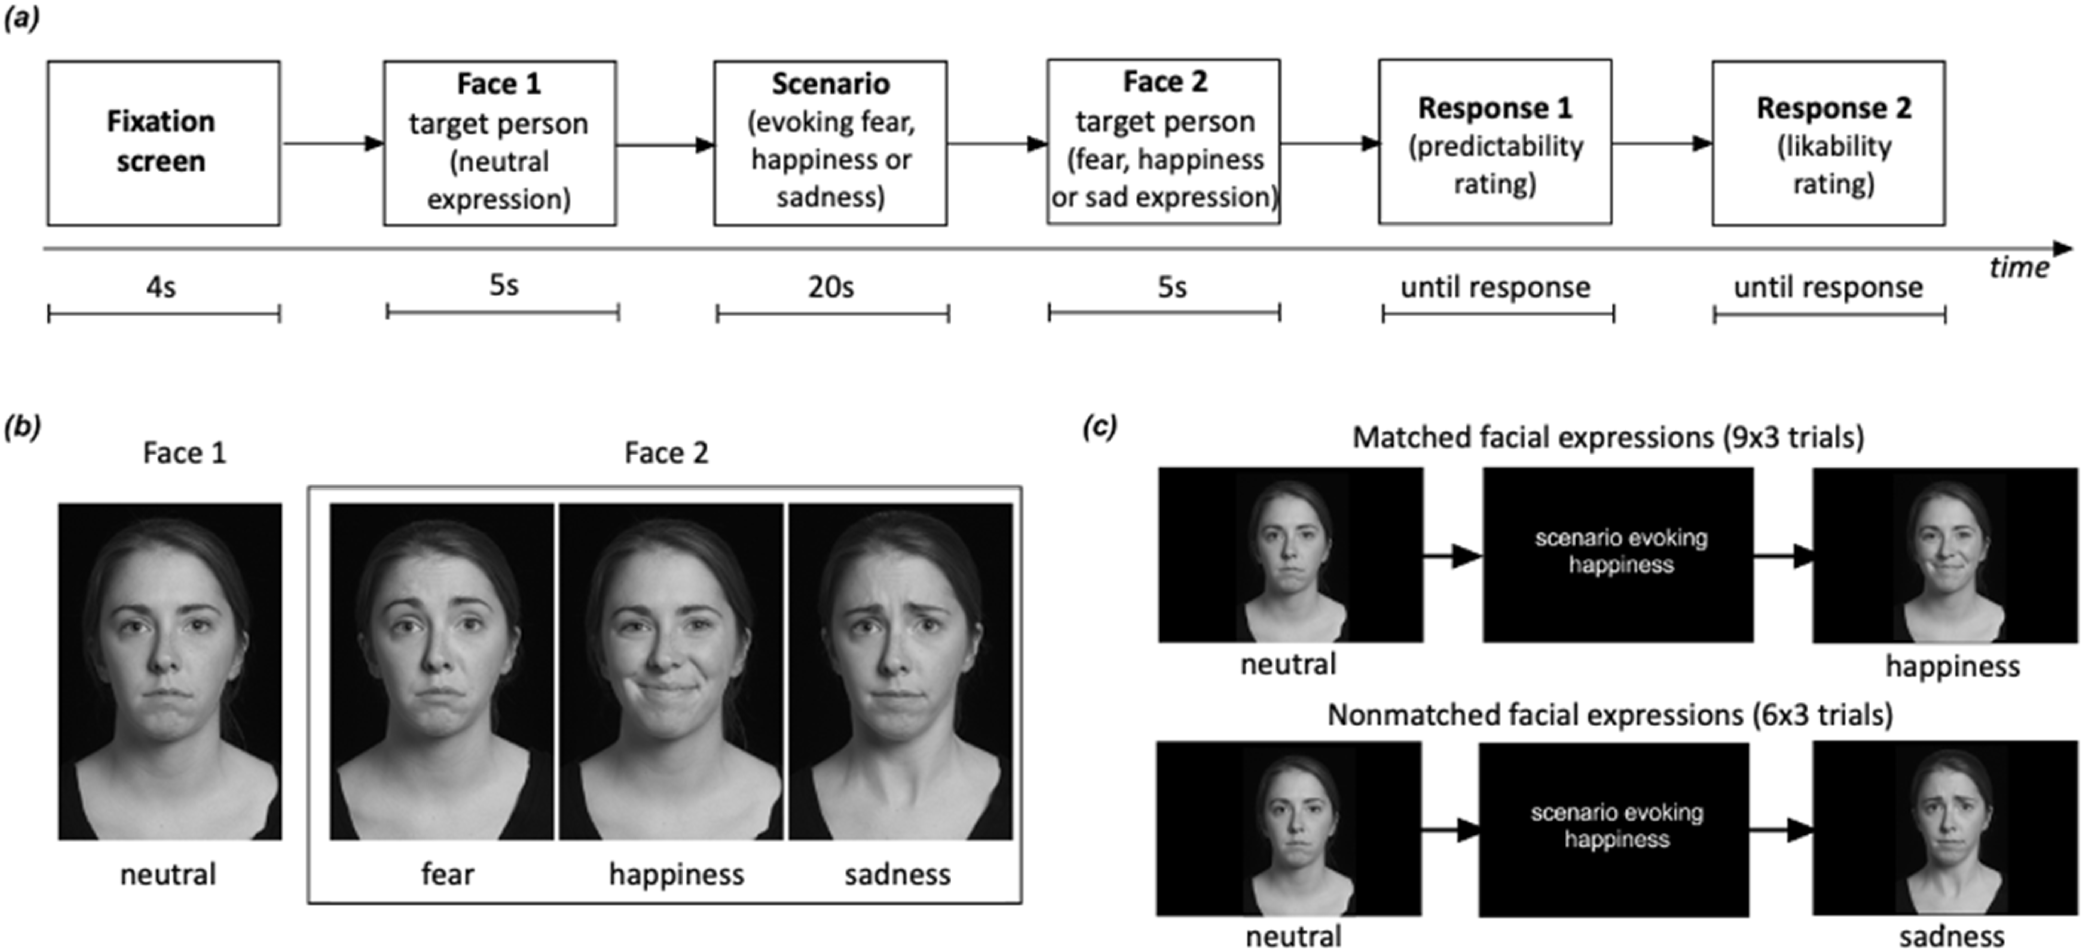 (a)
Fixation
screen
Face 1
target person
(neutral
expression)
Scenario
(evoking fear,
happiness or
sadness)
Face 2
target person
(fear, happiness
or sad expression)
Response 1
(predictability
rating)
Response 2
(likability
rating)
time
4s
5s
20s
5s
until response
until response
(b)
Face 1
Face 2
neutral
fear
happiness
sadness
(c)
Matched facial expressions (9x3 trials)
scenario evoking
happiness
neutral
happiness
Nonmatched facial expressions (6x3 trials)
scenario evoking
happiness
neutral
sadness